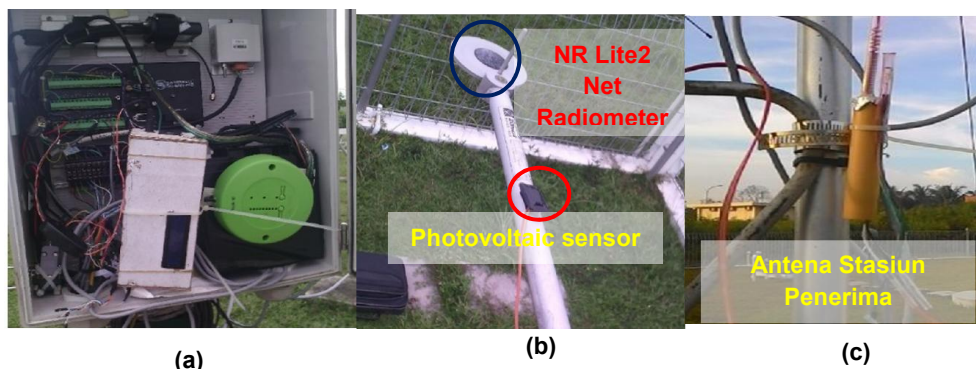 NR Lite2
Net
Radiometer
Photovoltaic sensor
Antena Stasiun
Penerima
(a)
(b)
(c)